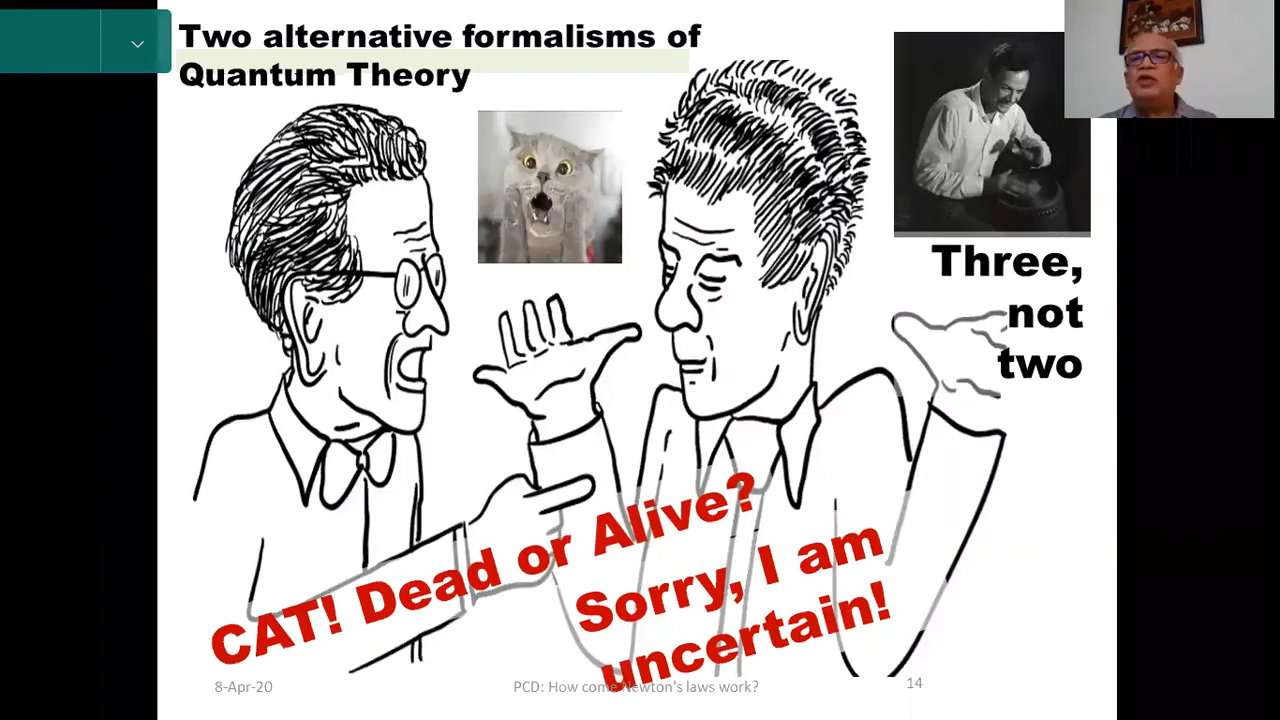 Two alternative formalisms of
Quantum Theory
Three,
not
two
CAT! Dead or Alive?
Sorry, I am
uncertain!
8-Apr-20
PCD: How come Newton's laws work?
14